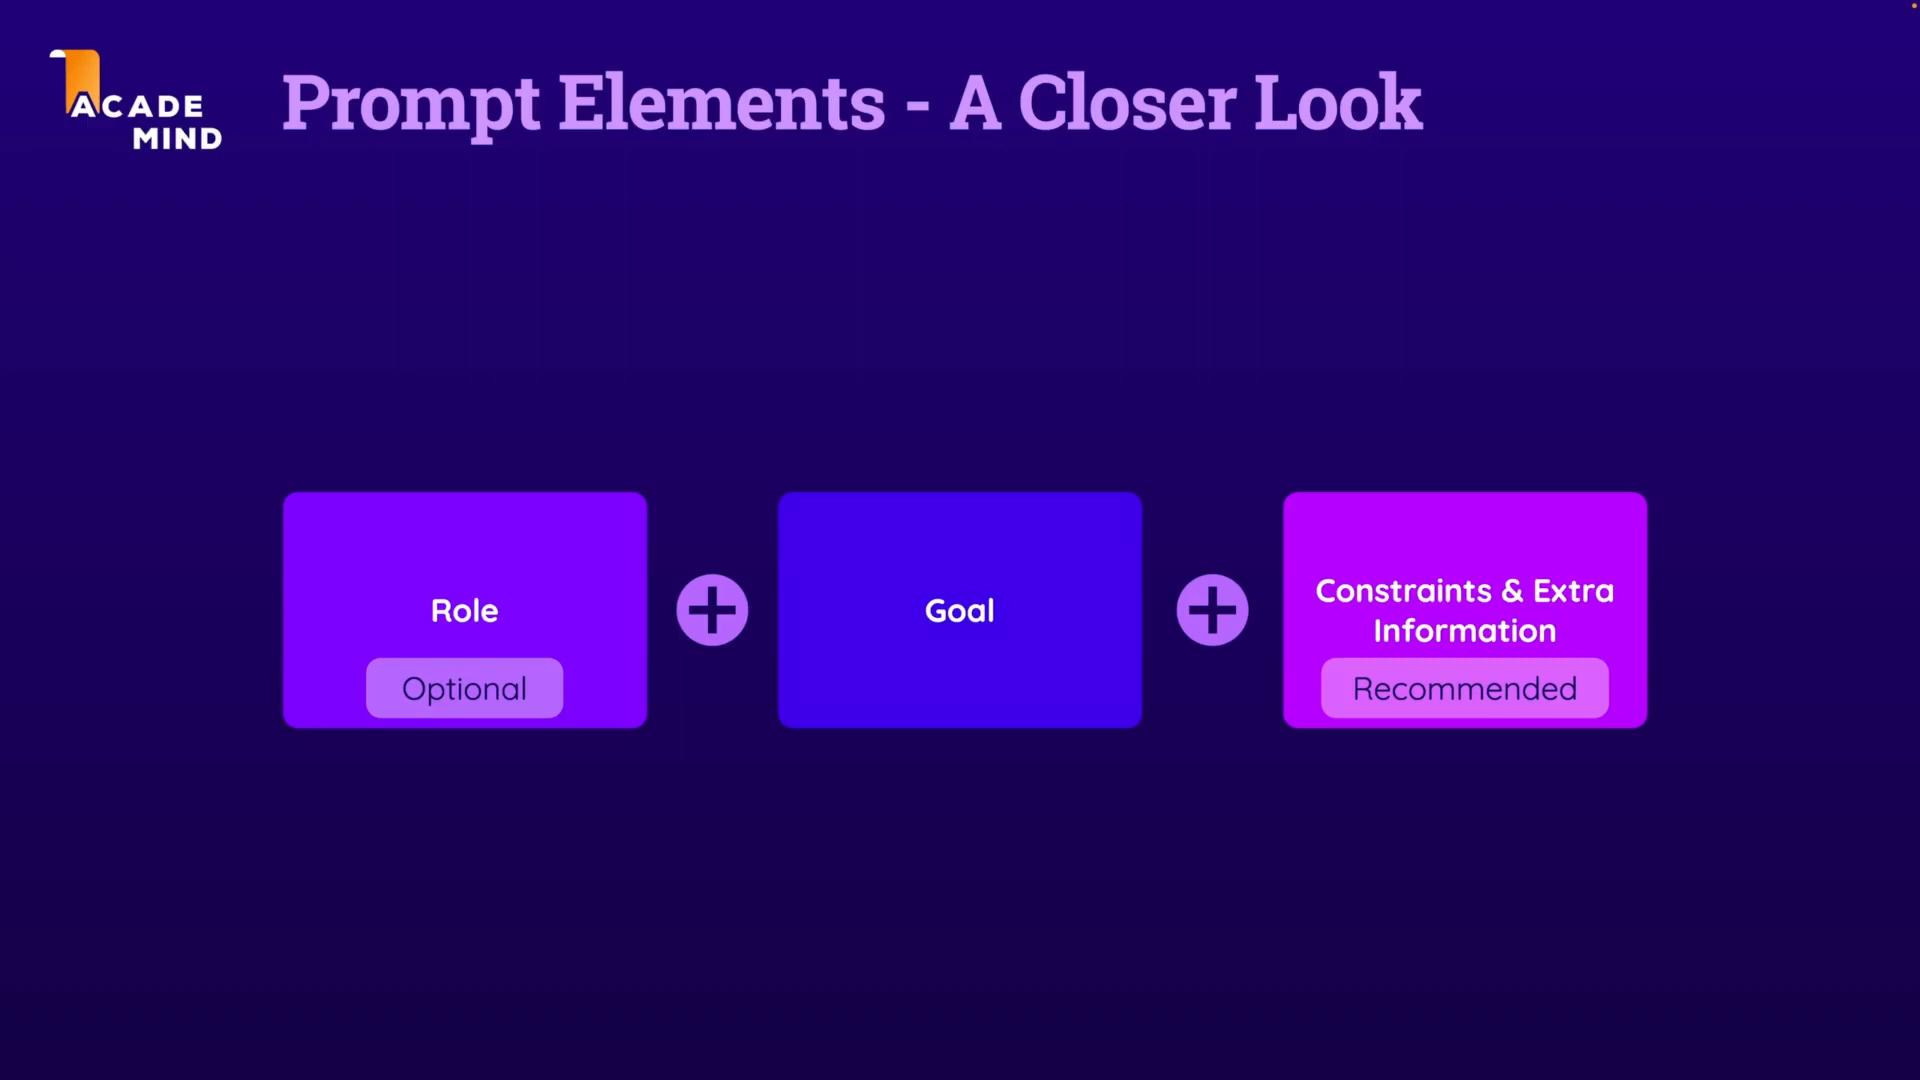 ACADE
MIND
Prompt Elements - A Closer Look
Role
Optional
Goal
Constraints & Extra
Information
Recommended